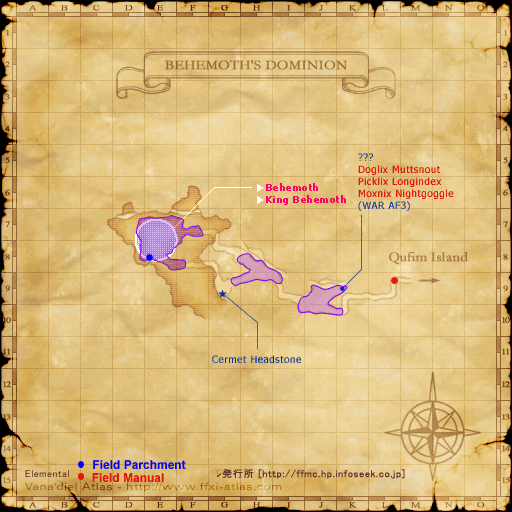 A B C D E F G H I J K L M N O
BEHEMOTH'S DOMINION
???
Doglix Muttsnout
Picklix Longindex
Moxnix Nightgoggle
(WAR AF3)
Behemoth
King Behemoth
Qufim Island
Cermet Headstone
Field Parchment
Elemental
レ発行所 [http://ffmc.hp.infoseek.co.jp]
Field Manual
Vana'diel Atlas - http://www.ffxi-atlas.com
A B C D E F G H I J K L M N O
1
2
3
4
5
6
7
8
9
10
11
12
13
14
15